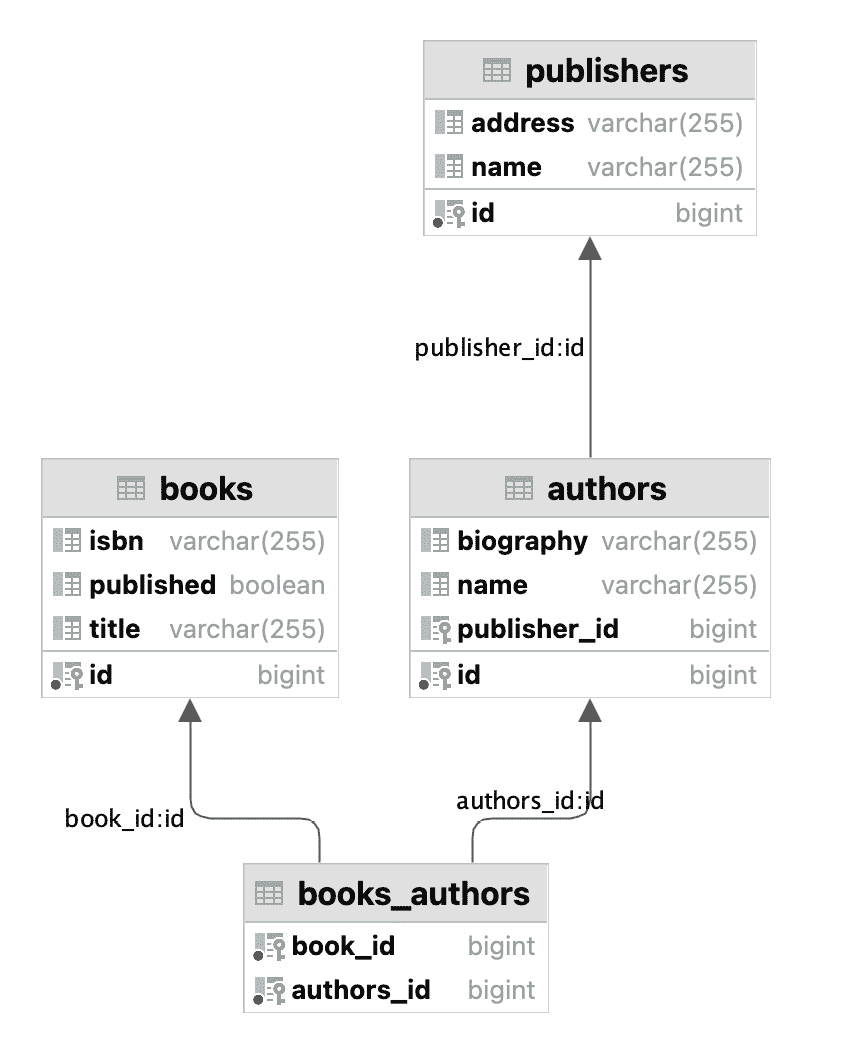 publishers
address varchar(255)
name varchar(255)
id bigint
publisher_id:id
books
isbn varchar(255)
published boolean
title varchar(255)
id bigint
authors
biography varchar(255)
name varchar(255)
publisher_id bigint
id bigint
book_id:id
authors_id:id
books_authors
book_id bigint
authors_id bigint